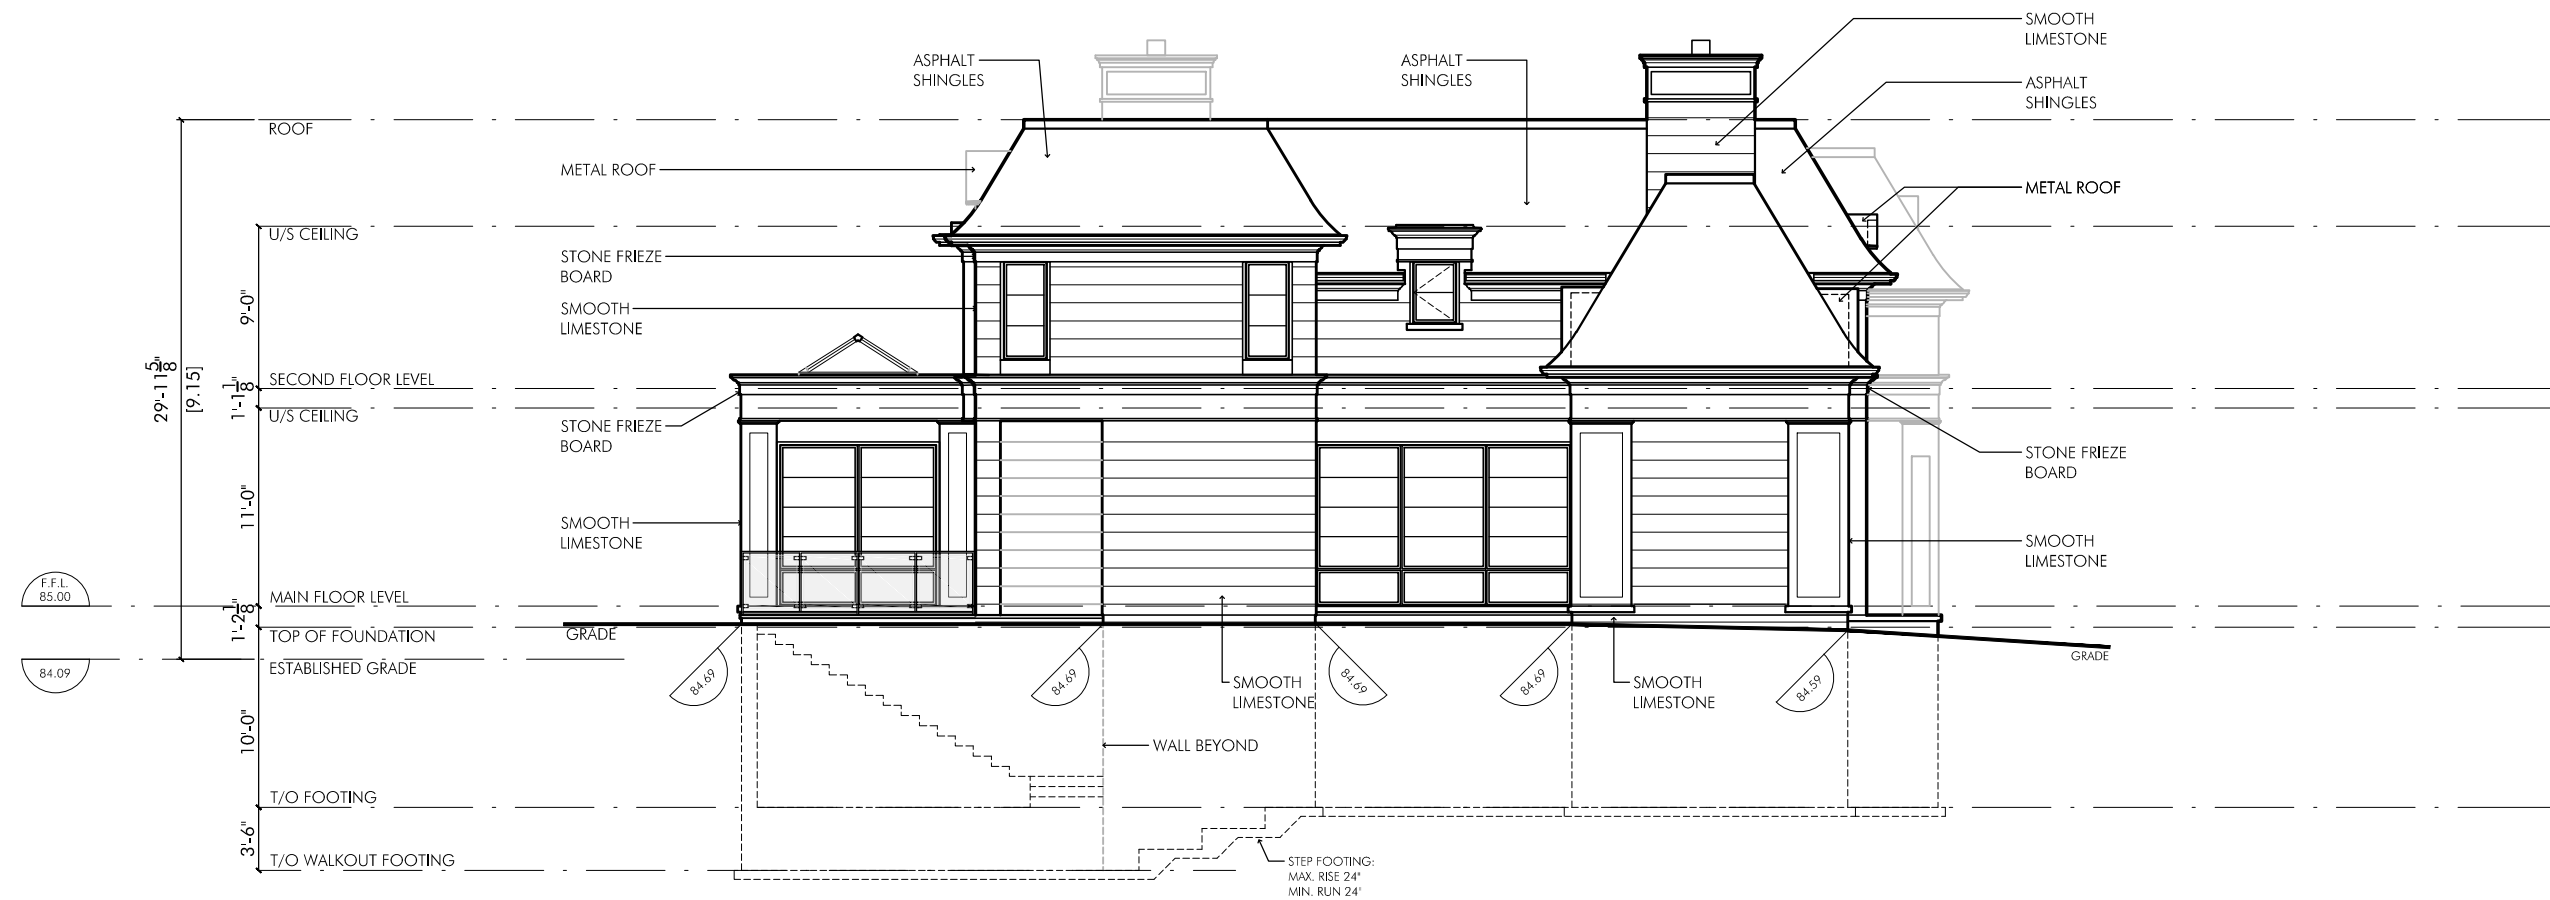 SMOOTH
LIMESTONE
ASPHALT
SHINGLES
ASPHALT
SHINGLES
ASPHALT
SHINGLES
ROOF
METAL ROOF
METAL ROOF
U/S CEILING
STONE FRIEZE
BOARD
9'-0"
SMOOTH
LIMESTONE
29'-11 5/8"
[9.15]
SECOND FLOOR LEVEL
1'-1 1/8"
U/S CEILING
STONE FRIEZE
BOARD
STONE FRIEZE
BOARD
11'-0"
SMOOTH
LIMESTONE
SMOOTH
LIMESTONE
F.F.L.
85.00
MAIN FLOOR LEVEL
1'-2 1/8"
TOP OF FOUNDATION
GRADE
GRADE
ESTABLISHED GRADE
84.09
84.69
84.69
84.69
84.69
84.59
SMOOTH
LIMESTONE
SMOOTH
LIMESTONE
10'-0"
WALL BEYOND
T/O FOOTING
3'-6"
T/O WALKOUT FOOTING
STEP FOOTING:
MAX. RISE 24"
MIN. RUN 24'